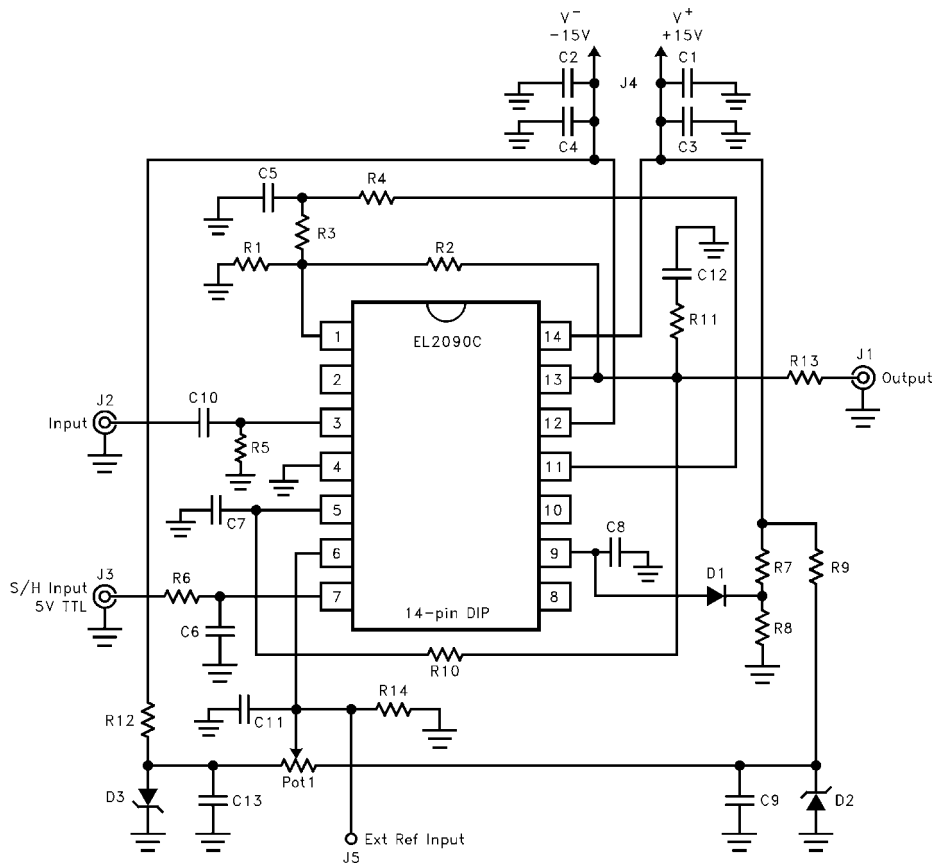 V⁻ V⁺
-15V +15V
C2 J4 C1
C4 C3
C5 R4
R3
R1 R2
C12
R11
EL2090C
1 14
2 13
R13 J1
Output
J2
Input
C10
3 12
R5
4 11
5 10
C7
C8
6 9
D1 R7 R9
J3
S/H Input
5V TTL
R6
7 8
14-pin DIP
C6
R8
R10
R12 C11 R14
Pot1
D3 C13 C9 D2
Ext Ref Input
J5